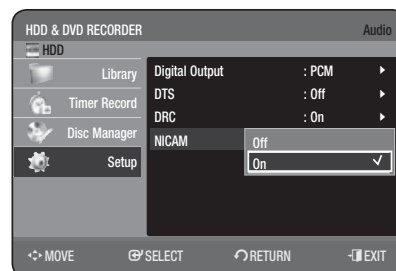 HDD & DVD RECORDER Audio
HDD
Library
Timer Record
Disc Manager
Setup
Digital Output : PCM
DTS : Off
DRC : On
NICAM
Off
On
MOVE SELECT RETURN EXIT